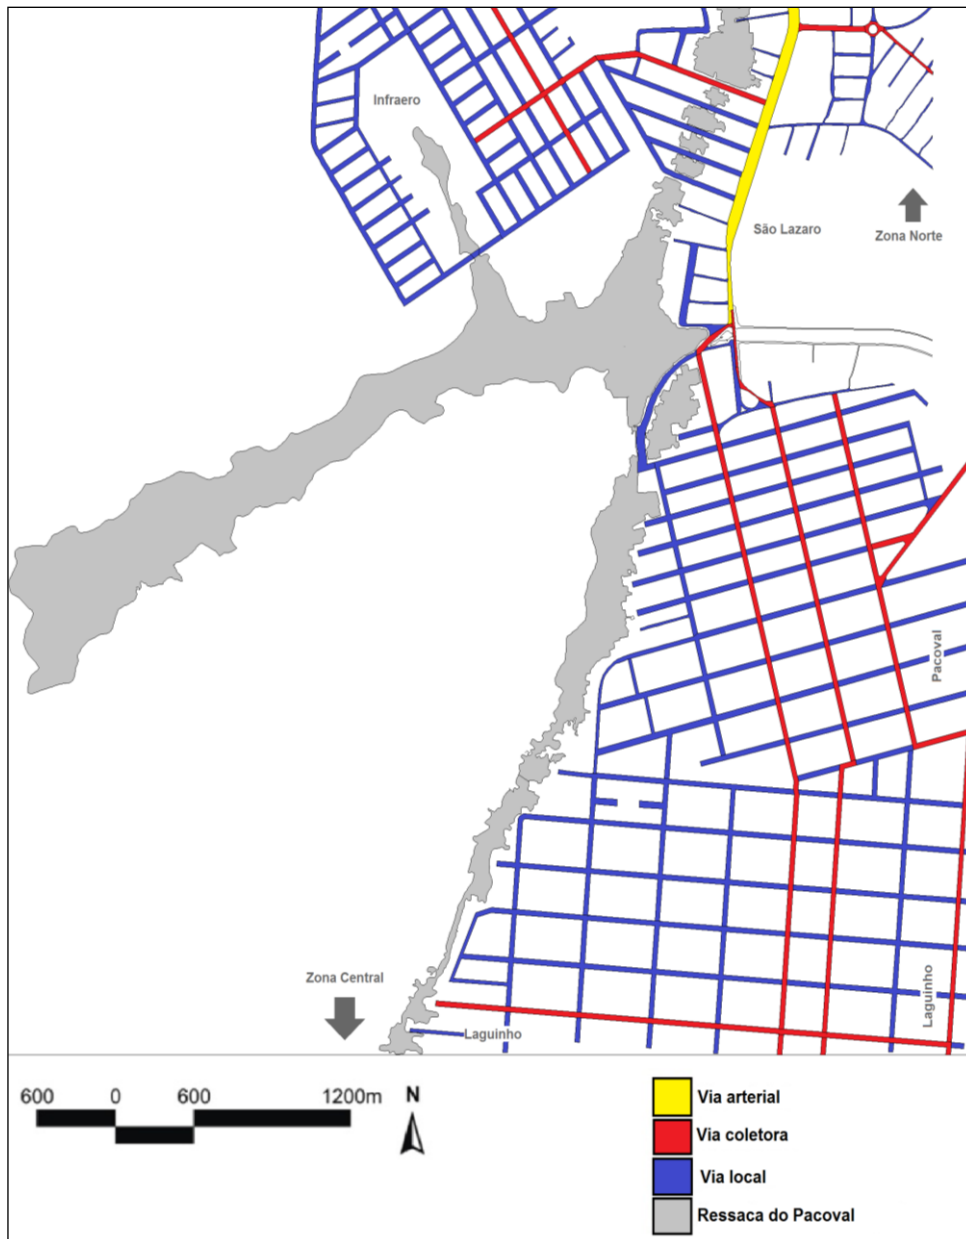 Infraero
São Lazaro
Zona Norte
Pacoval
Zona Central
Laguinho
Laguinho
600 0 600 1200m
N
Via arterial
Via coletora
Via local
Ressaca do Pacoval